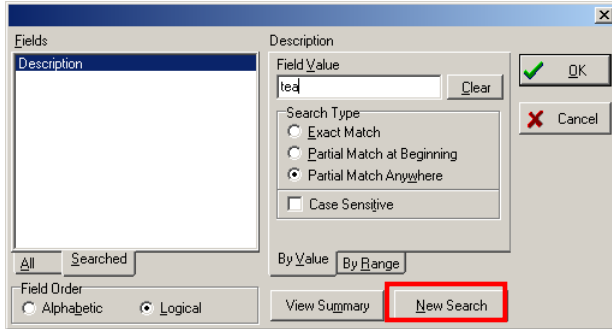 Fields
Description
All
Searched
Field Order
Alphabetic
Logical
Description
Field Value
tea
Clear
Search Type
Exact Match
Partial Match at Beginning
Partial Match Anywhere
Case Sensitive
By Value
By Range
View Summary
New Search
OK
Cancel